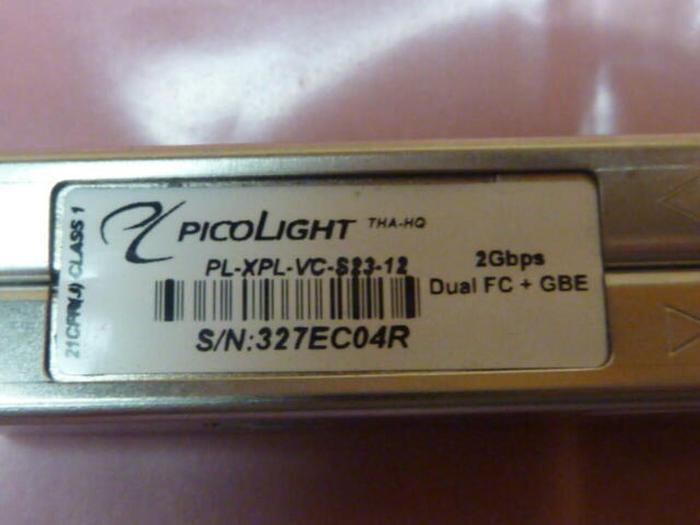 21CFR(J) CLASS 1
PICOLIGHT THA-HQ
PL-XPL-VC-S23-12
2Gbps
Dual FC + GBE
S/N:327EC04R